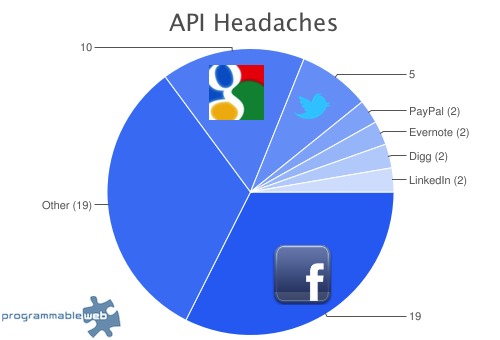 API Headaches
10
5
PayPal (2)
Evernote (2)
Digg (2)
LinkedIn (2)
Other (19)
g
f
19
programmableweb